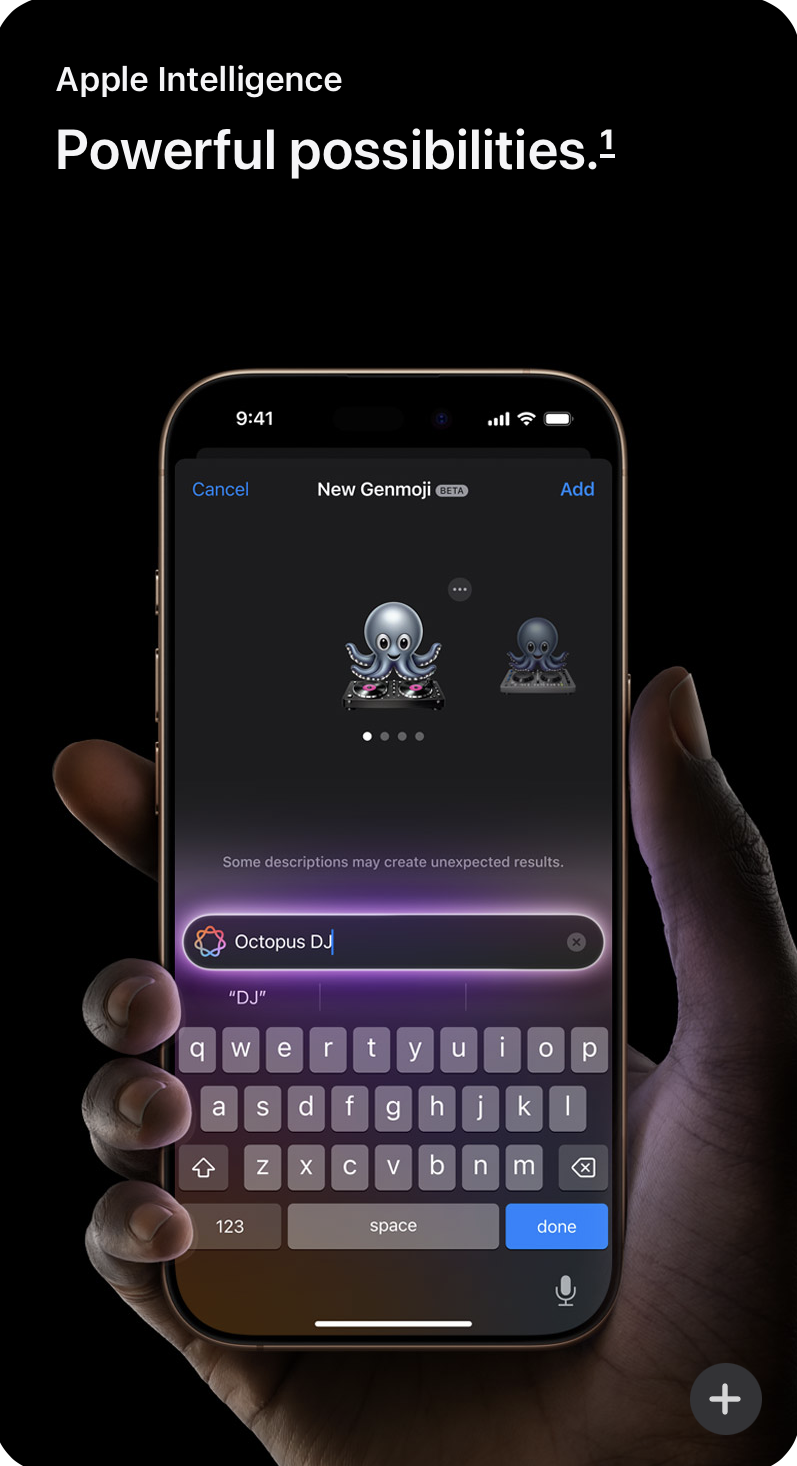 Apple Intelligence
Powerful possibilities.¹
9:41
Cancel New Genmoji BETA Add
Some descriptions may create unexpected results.
Octopus DJ
“DJ”
q w e r t y u i o p
a s d f g h j k l
z x c v b n m
123 space done